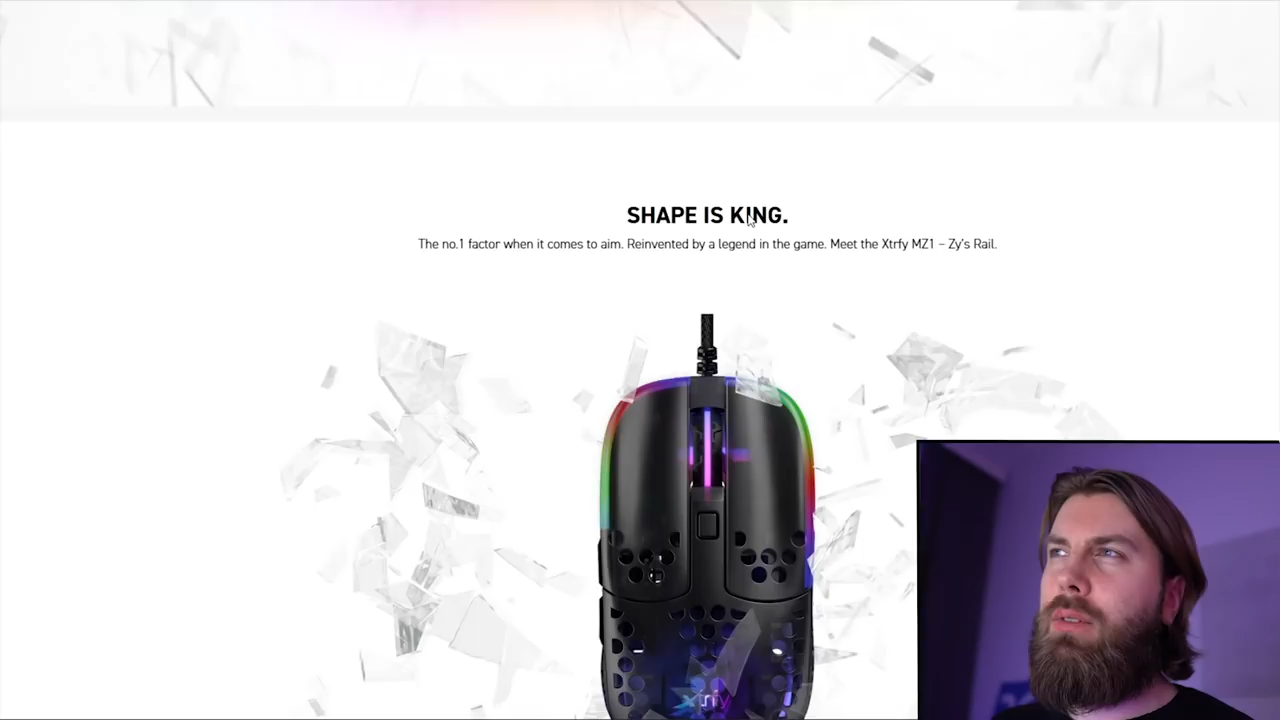 SHAPE IS KING.
The no.1 factor when it comes to aim. Reinvented by a legend in the game. Meet the Xtrfy MZ1 – Zy's Rail.
xtrfy